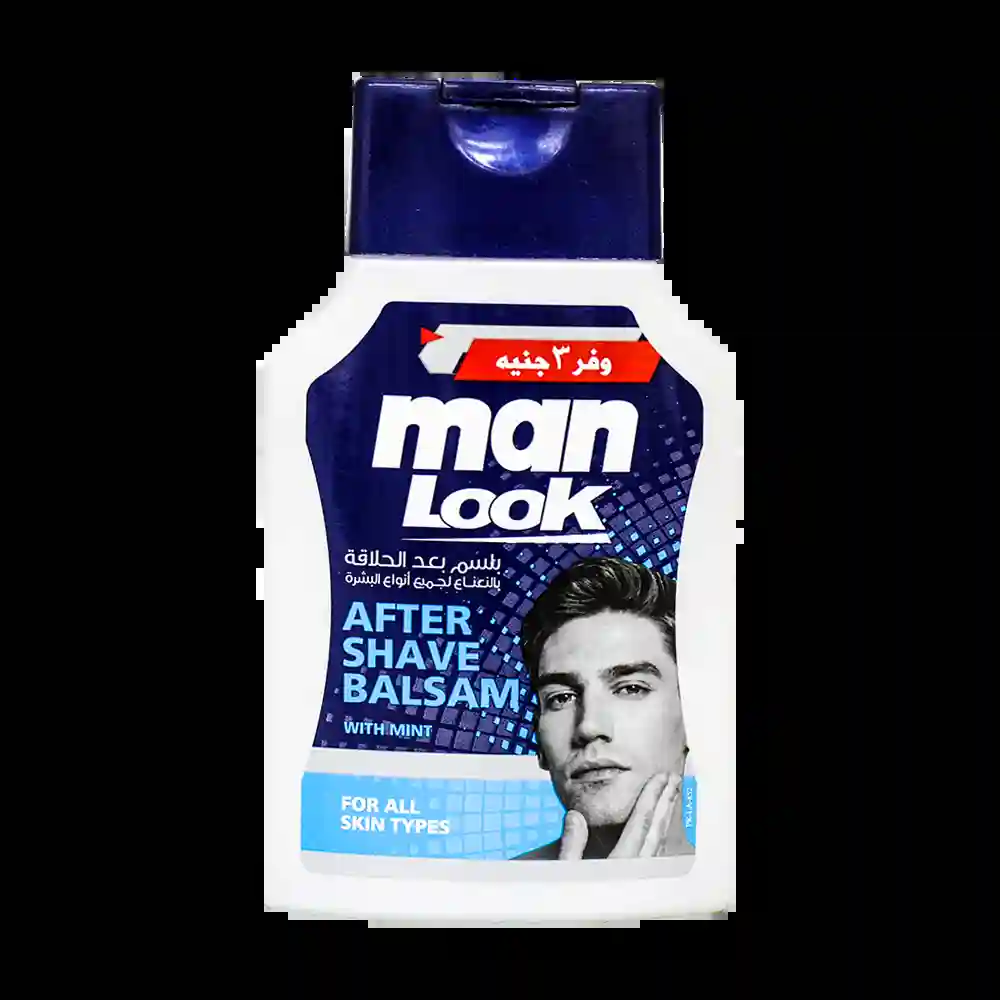 وفر ٣ جنيه
man
Look
بلسم بعد الحلاقة
بالنعناع لجميع أنواع البشرة
AFTER
SHAVE
BALSAM
WITH MINT
FOR ALL
SKIN TYPES